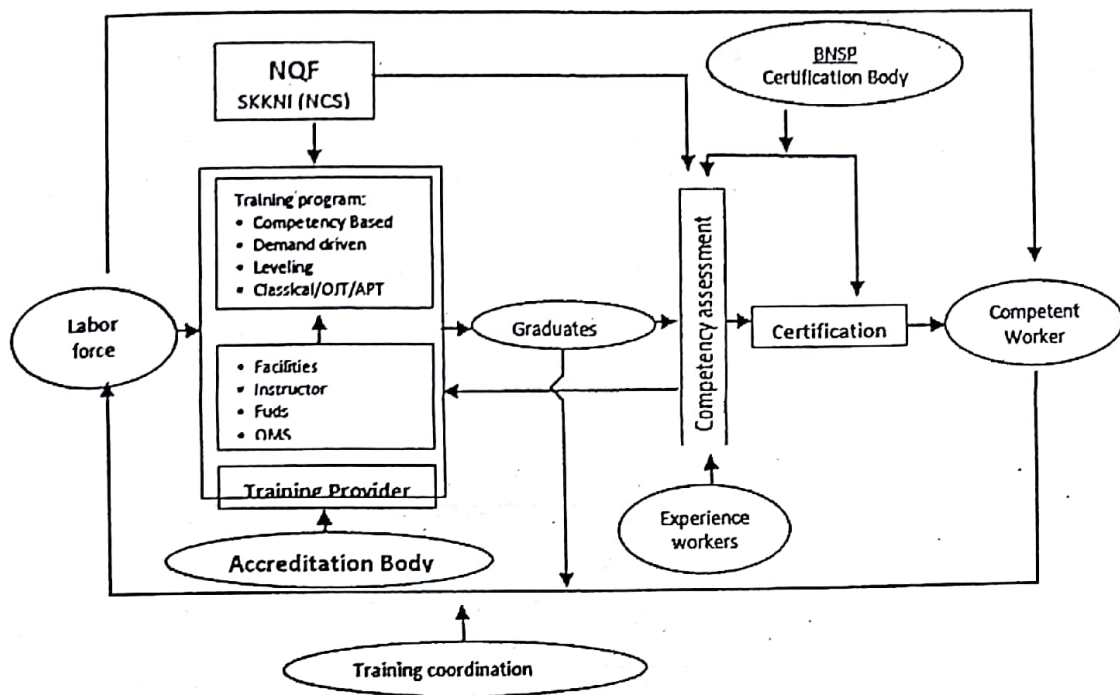 NQF
SKKNI (NCS)
BNSP
Certification Body
Training program:
• Competency Based
• Demand driven
• Leveling
• Classical/OJT/APT
Labor
force
• Facilities
• Instructor
• Fuds
• QMS
Training Provider
Accreditation Body
Graduates
Competency assessment
Certification
Competent
Worker
Experience
workers
Training coordination